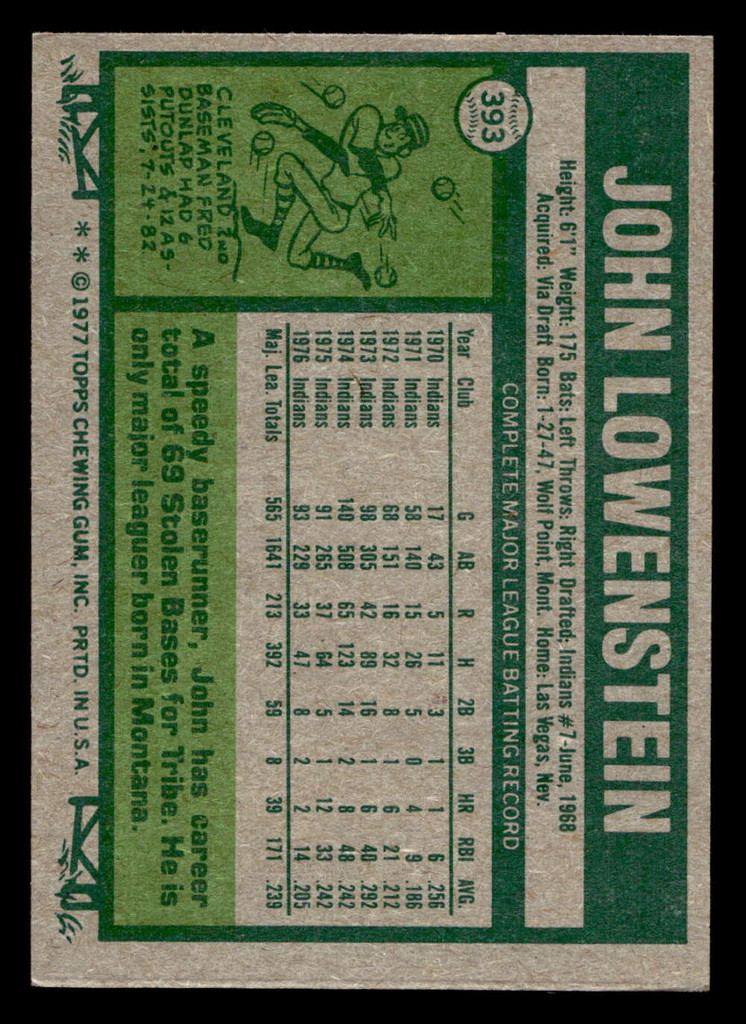 393
JOHN LOWENSTEIN
Height: 6'1" Weight: 175 Bats: Left Throws: Right Drafted: Indians #7-June, 1968
Acquired: Via Draft Born: 1-27-47, Wolf Point, Mont. Home: Las Vegas, Nev.
COMPLETE MAJOR LEAGUE BATTING RECORD
Year Club G AB R H 2B 3B HR RBI AVG.
1970 Indians 17 43 5 11 3 1 1 6 .256
1971 Indians 58 140 15 26 5 0 4 9 .186
1972 Indians 68 151 16 32 8 1 6 21 .212
1973 Indians 98 305 42 89 16 1 6 40 .292
1974 Indians 140 508 65 123 14 2 8 48 .242
1975 Indians 91 265 37 64 5 1 12 33 .242
1976 Indians 93 229 33 47 8 2 2 14 .205
Maj. Lea. Totals 565 1641 213 392 59 8 39 171 .239
CLEVELAND 2ND
BASEMAN FRED
DUNLAP HAD 6
PUTOUTS & 12 AS-
SISTS, 7-24-82
A speedy baserunner, John has career
total of 69 Stolen Bases for Tribe. He is
only major leaguer born in Montana.
* * © 1977 TOPPS CHEWING GUM, INC. PRTD. IN U.S.A.